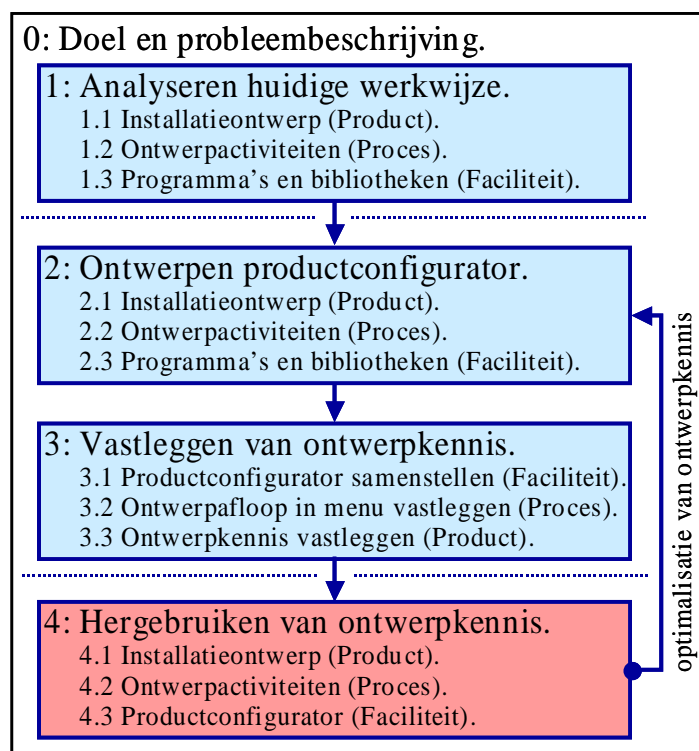 0: Doel en probleembeschrijving.
1: Analyseren huidige werkwijze.
1.1 Installatieontwerp (Product).
1.2 Ontwerpactiviteiten (Proces).
1.3 Programma’s en bibliotheken (Faciliteit).
2: Ontwerpen productconfigurator.
2.1 Installatieontwerp (Product).
2.2 Ontwerpactiviteiten (Proces).
2.3 Programma’s en bibliotheken (Faciliteit).
3: Vastleggen van ontwerpkennis.
3.1 Productconfigurator samenstellen (Faciliteit).
3.2 Ontwerpafloop in menu vastleggen (Proces).
3.3 Ontwerpkennis vastleggen (Product).
4: Hergebruiken van ontwerpkennis.
4.1 Installatieontwerp (Product).
4.2 Ontwerpactiviteiten (Proces).
4.3 Productconfigurator (Faciliteit).
optimalisatie van ontwerpkennis